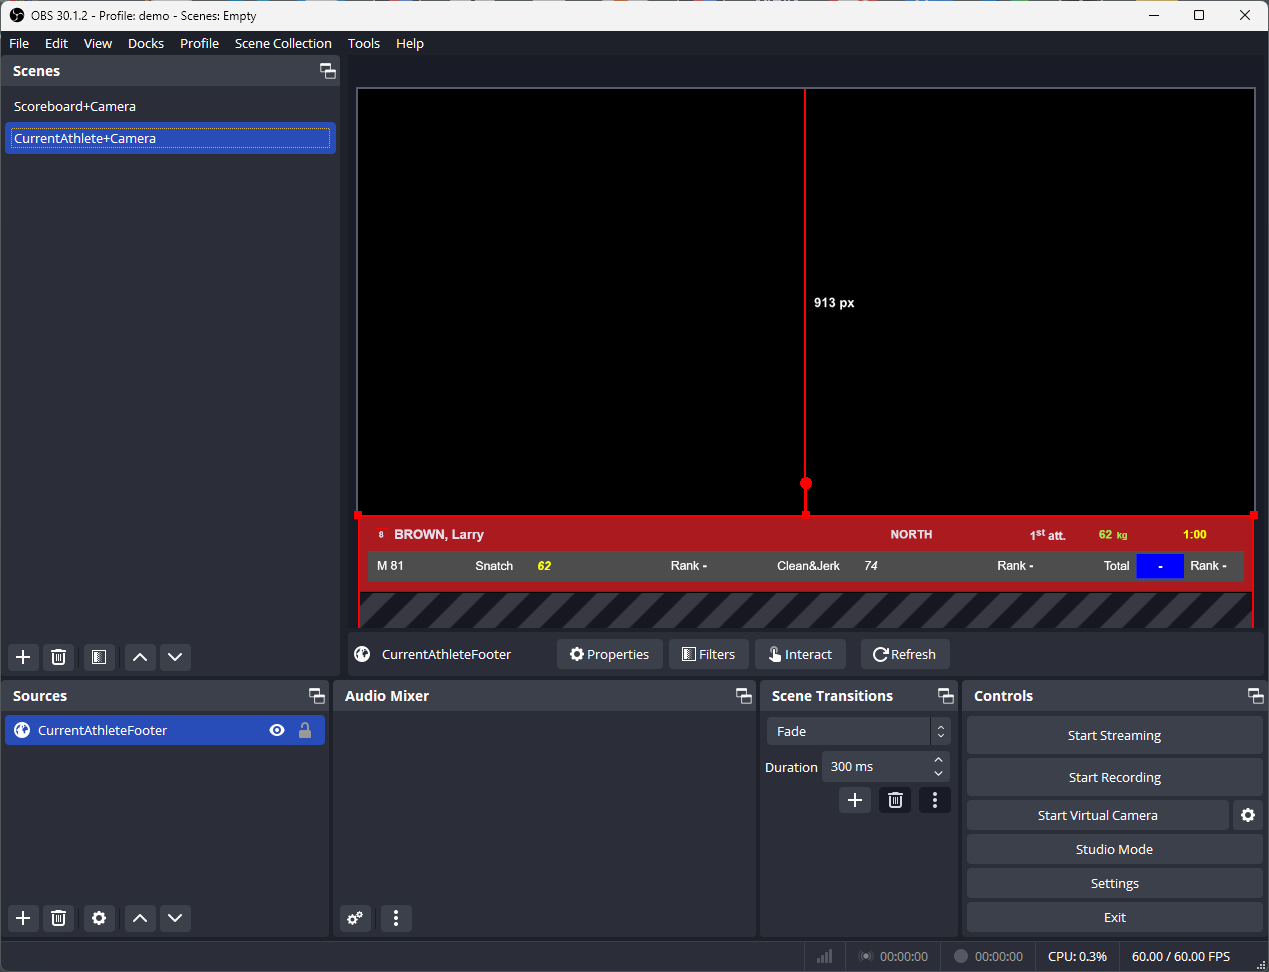 OBS 30.1.2 - Profile: demo - Scenes: Empty
File Edit View Docks Profile Scene Collection Tools Help
Scenes
Scoreboard+Camera
CurrentAthlete+Camera
913 px
8 BROWN, Larry NORTH 1st att. 62 kg 1:00
M 81 Snatch 62 Rank - Clean&Jerk 74 Rank - Total - Rank -
CurrentAthleteFooter Properties Filters Interact Refresh
Sources
CurrentAthleteFooter
Audio Mixer
Scene Transitions
Fade
Duration 300 ms
Controls
Start Streaming
Start Recording
Start Virtual Camera
Studio Mode
Settings
Exit
00:00:00 00:00:00 CPU: 0.3% 60.00 / 60.00 FPS